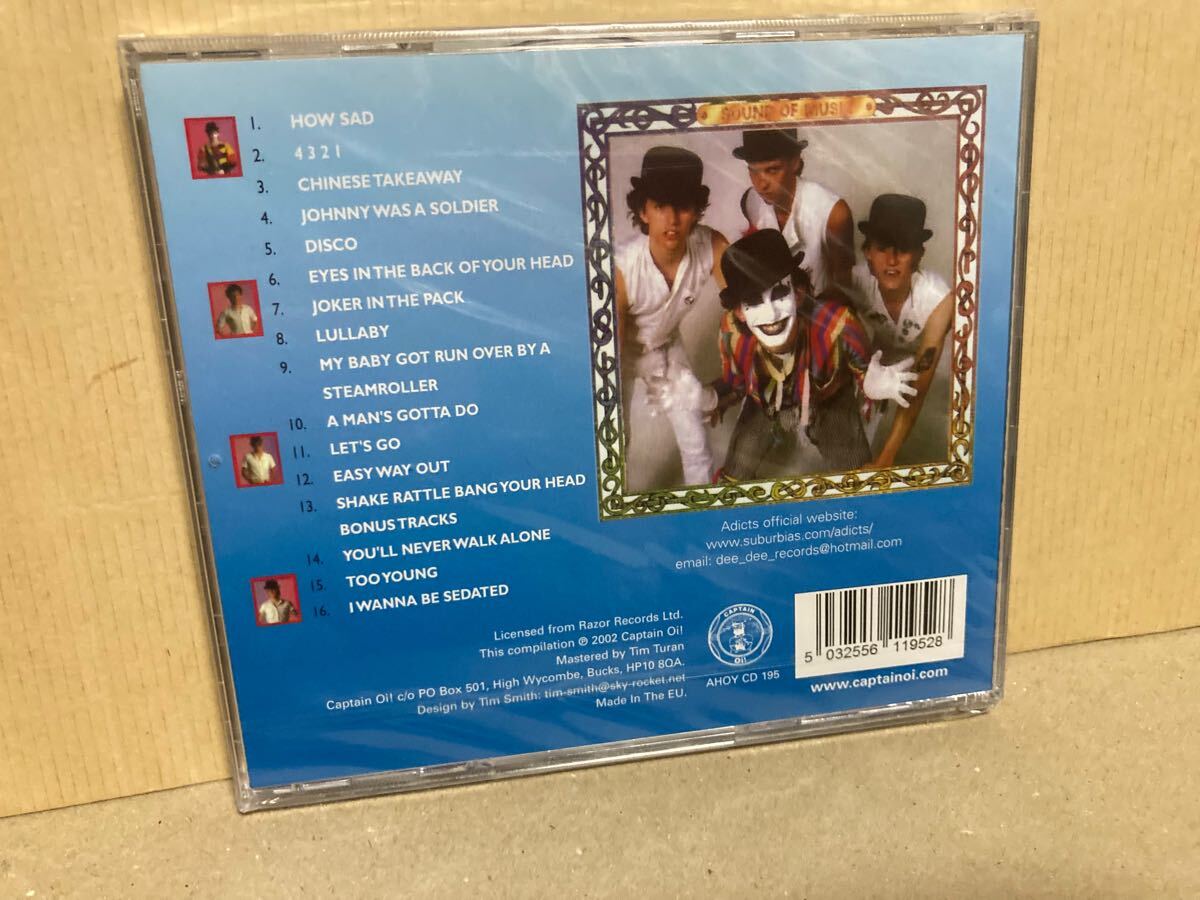 1. HOW SAD
2. 4 3 2 1
3. CHINESE TAKEAWAY
4. JOHNNY WAS A SOLDIER
5. DISCO
6. EYES IN THE BACK OF YOUR HEAD
7. JOKER IN THE PACK
8. LULLABY
9. MY BABY GOT RUN OVER BY A
STEAMROLLER
10. A MAN'S GOTTA DO
11. LET'S GO
12. EASY WAY OUT
13. SHAKE RATTLE BANG YOUR HEAD
BONUS TRACKS
14. YOU'LL NEVER WALK ALONE
15. TOO YOUNG
16. I WANNA BE SEDATED
SOUND OF MUSIC
Adicts official website:
www.suburbias.com/adicts/
email: dee_dee_records@hotmail.com
Licensed from Razor Records Ltd.
This compilation ℗ 2002 Captain Oi!
Mastered by Tim Turan
Captain Oi! c/o PO Box 501, High Wycombe, Bucks, HP10 8QA.
Design by Tim Smith: tim-smith@sky-rocket.net
Made In The EU.
CAPTAIN
Oi!
AHOY CD 195
5 032556 119528
www.captainoi.com